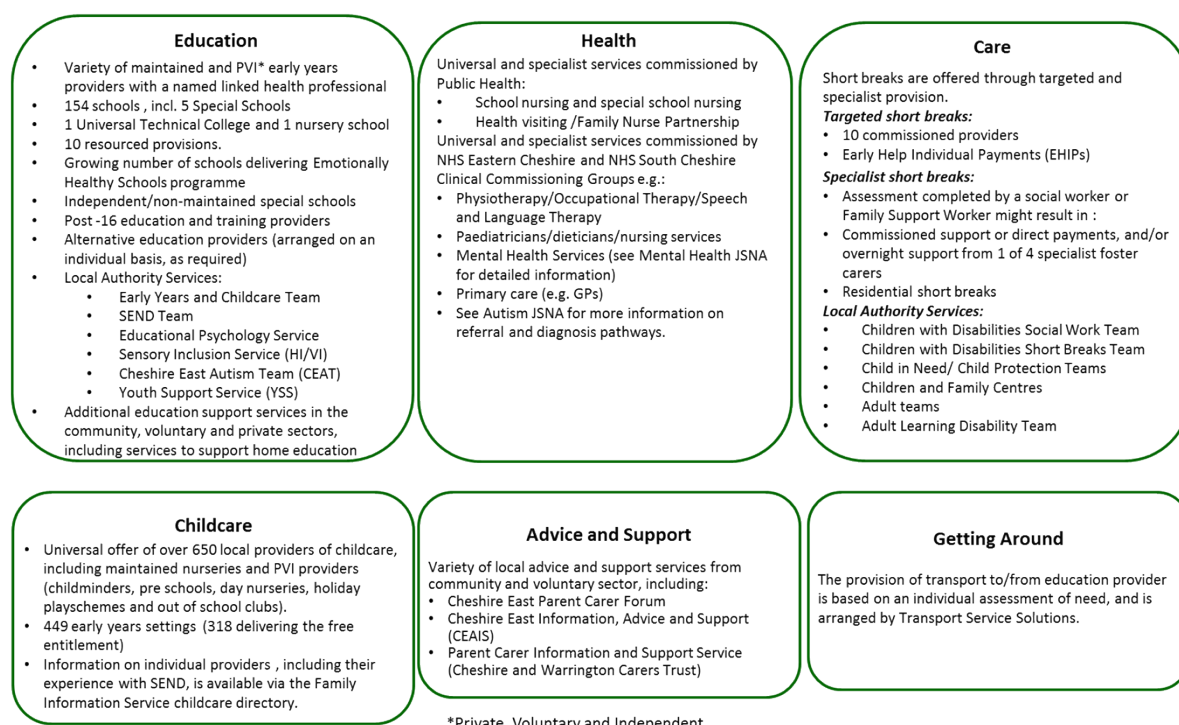 Education
• Variety of maintained and PVI* early years
providers with a named linked health professional
• 154 schools , incl. 5 Special Schools
• 1 Universal Technical College and 1 nursery school
• 10 resourced provisions.
• Growing number of schools delivering Emotionally
Healthy Schools programme
• Independent/non-maintained special schools
• Post -16 education and training providers
• Alternative education providers (arranged on an
individual basis, as required)
• Local Authority Services:
• Early Years and Childcare Team
• SEND Team
• Educational Psychology Service
• Sensory Inclusion Service (HI/VI)
• Cheshire East Autism Team (CEAT)
• Youth Support Service (YSS)
• Additional education support services in the
community, voluntary and private sectors,
including services to support home education
Health
Universal and specialist services commissioned by
Public Health:
• School nursing and special school nursing
• Health visiting /Family Nurse Partnership
Universal and specialist services commissioned by
NHS Eastern Cheshire and NHS South Cheshire
Clinical Commissioning Groups e.g.:
• Physiotherapy/Occupational Therapy/Speech
and Language Therapy
• Paediatricians/dieticians/nursing services
• Mental Health Services (see Mental Health JSNA
for detailed information)
• Primary care (e.g. GPs)
• See Autism JSNA for more information on
referral and diagnosis pathways.
Care
Short breaks are offered through targeted and
specialist provision.
Targeted short breaks:
• 10 commissioned providers
• Early Help Individual Payments (EHIPs)
Specialist short breaks:
• Assessment completed by a social worker or
Family Support Worker might result in :
• Commissioned support or direct payments, and/or
overnight support from 1 of 4 specialist foster
carers
• Residential short breaks
Local Authority Services:
• Children with Disabilities Social Work Team
• Children with Disabilities Short Breaks Team
• Child in Need/ Child Protection Teams
• Children and Family Centres
• Adult teams
• Adult Learning Disability Team
Childcare
• Universal offer of over 650 local providers of childcare,
including maintained nurseries and PVI providers
(childminders, pre schools, day nurseries, holiday
playschemes and out of school clubs).
• 449 early years settings (318 delivering the free
entitlement)
• Information on individual providers , including their
experience with SEND, is available via the Family
Information Service childcare directory.
Advice and Support
Variety of local advice and support services from
community and voluntary sector, including:
• Cheshire East Parent Carer Forum
• Cheshire East Information, Advice and Support
(CEAIS)
• Parent Carer Information and Support Service
(Cheshire and Warrington Carers Trust)
Getting Around
The provision of transport to/from education provider
is based on an individual assessment of need, and is
arranged by Transport Service Solutions.
*Private, Voluntary and Independent